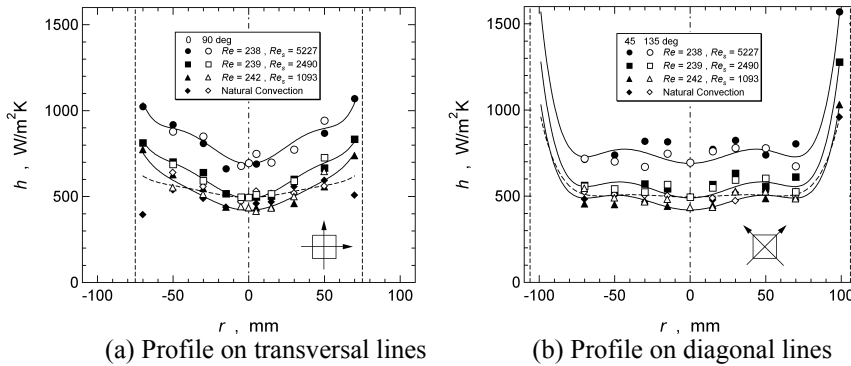 1500
1000
500
0
h , W/m²K
-100 -50 0 50 100
r , mm
0 90 deg
Re = 238 , Reₛ = 5227
Re = 239 , Reₛ = 2490
Re = 242 , Reₛ = 1093
Natural Convection
(a) Profile on transversal lines
1500
1000
500
0
h , W/m²K
-100 -50 0 50 100
r , mm
45 135 deg
Re = 238 , Reₛ = 5227
Re = 239 , Reₛ = 2490
Re = 242 , Reₛ = 1093
Natural Convection
(b) Profile on diagonal lines